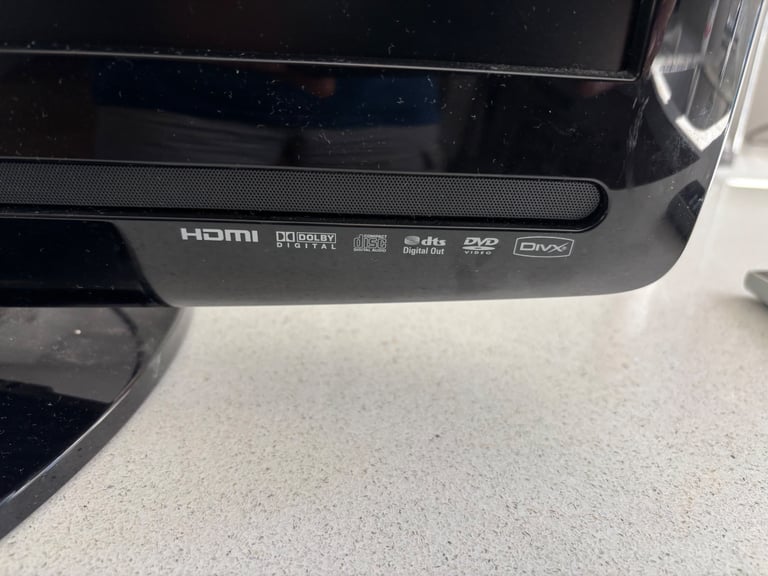 HDMI
DOLBY
DIGITAL
COMPACT
disc
DIGITAL AUDIO
dts
Digital Out
DVD
VIDEO
DIVX